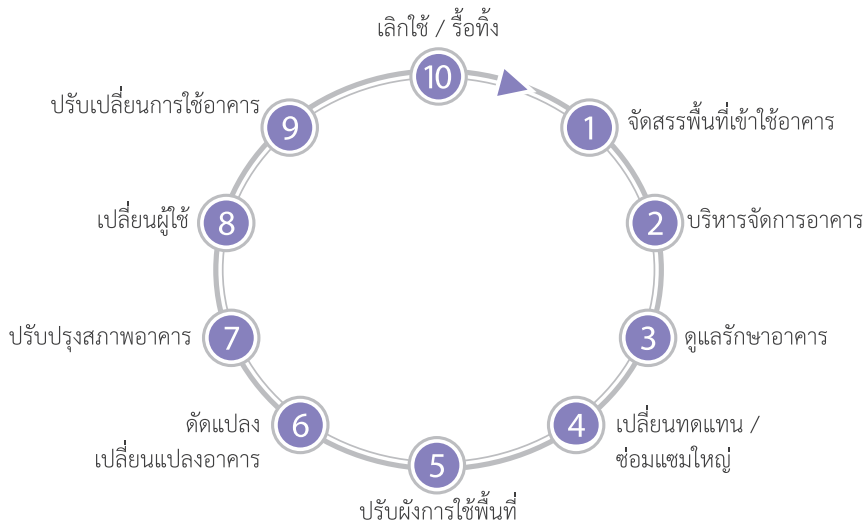 เลิกใช้ / รื้อทิ้ง
10
ปรับเปลี่ยนการใช้อาคาร
9
1
จัดสรรพื้นที่เข้าใช้อาคาร
เปลี่ยนผู้ใช้
8
2
บริหารจัดการอาคาร
ปรับปรุงสภาพอาคาร
7
3
ดูแลรักษาอาคาร
ดัดแปลง
เปลี่ยนแปลงอาคาร
6
4
เปลี่ยนทดแทน /
ซ่อมแซมใหญ่
5
ปรับผังการใช้พื้นที่